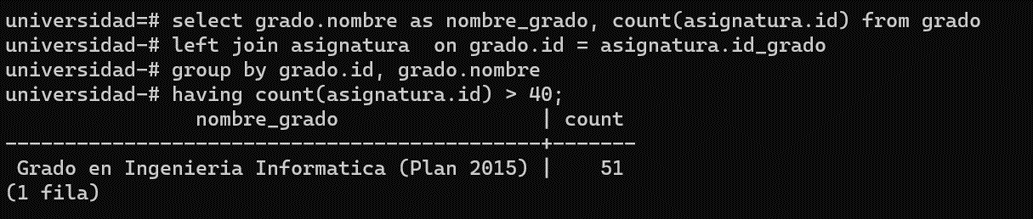 universidad=# select grado.nombre as nombre_grado, count(asignatura.id) from grado
universidad-# left join asignatura  on grado.id = asignatura.id_grado
universidad-# group by grado.id, grado.nombre
universidad-# having count(asignatura.id) > 40;
                nombre_grado                 | count
---------------------------------------------+-------
 Grado en Ingenieria Informatica (Plan 2015) |    51
(1 fila)